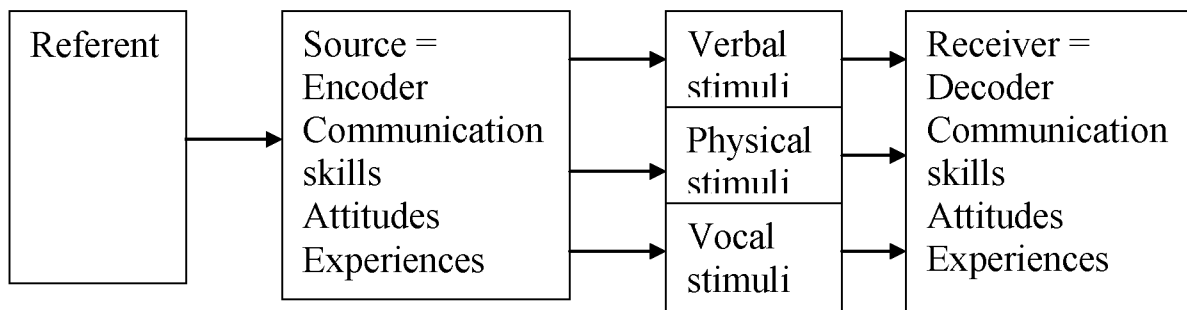 Referent
Source =
Encoder
Communication
skills
Attitudes
Experiences
Verbal
stimuli
Physical
stimuli
Vocal
stimuli
Receiver =
Decoder
Communication
skills
Attitudes
Experiences